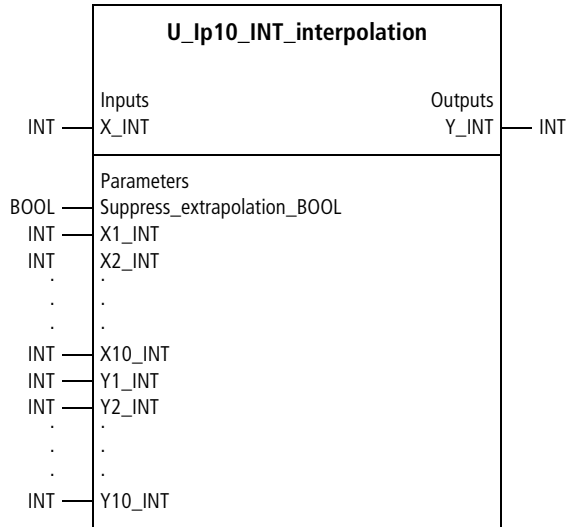 U_Ip10_INT_interpolation
Inputs Outputs
INT X_INT Y_INT INT
Parameters
BOOL Suppress_extrapolation_BOOL
INT X1_INT
INT X2_INT
. .
. .
. .
INT X10_INT
INT Y1_INT
INT Y2_INT
. .
. .
. .
INT Y10_INT